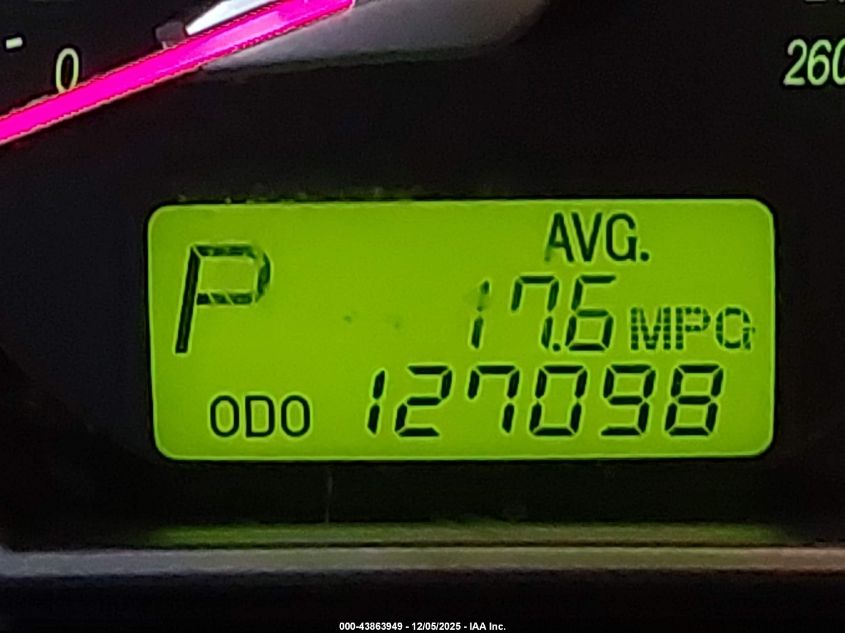 0
260
P
AVG.
17.6 MPG
ODO 127098
000-43863949 - 12/05/2025 - IAA Inc.